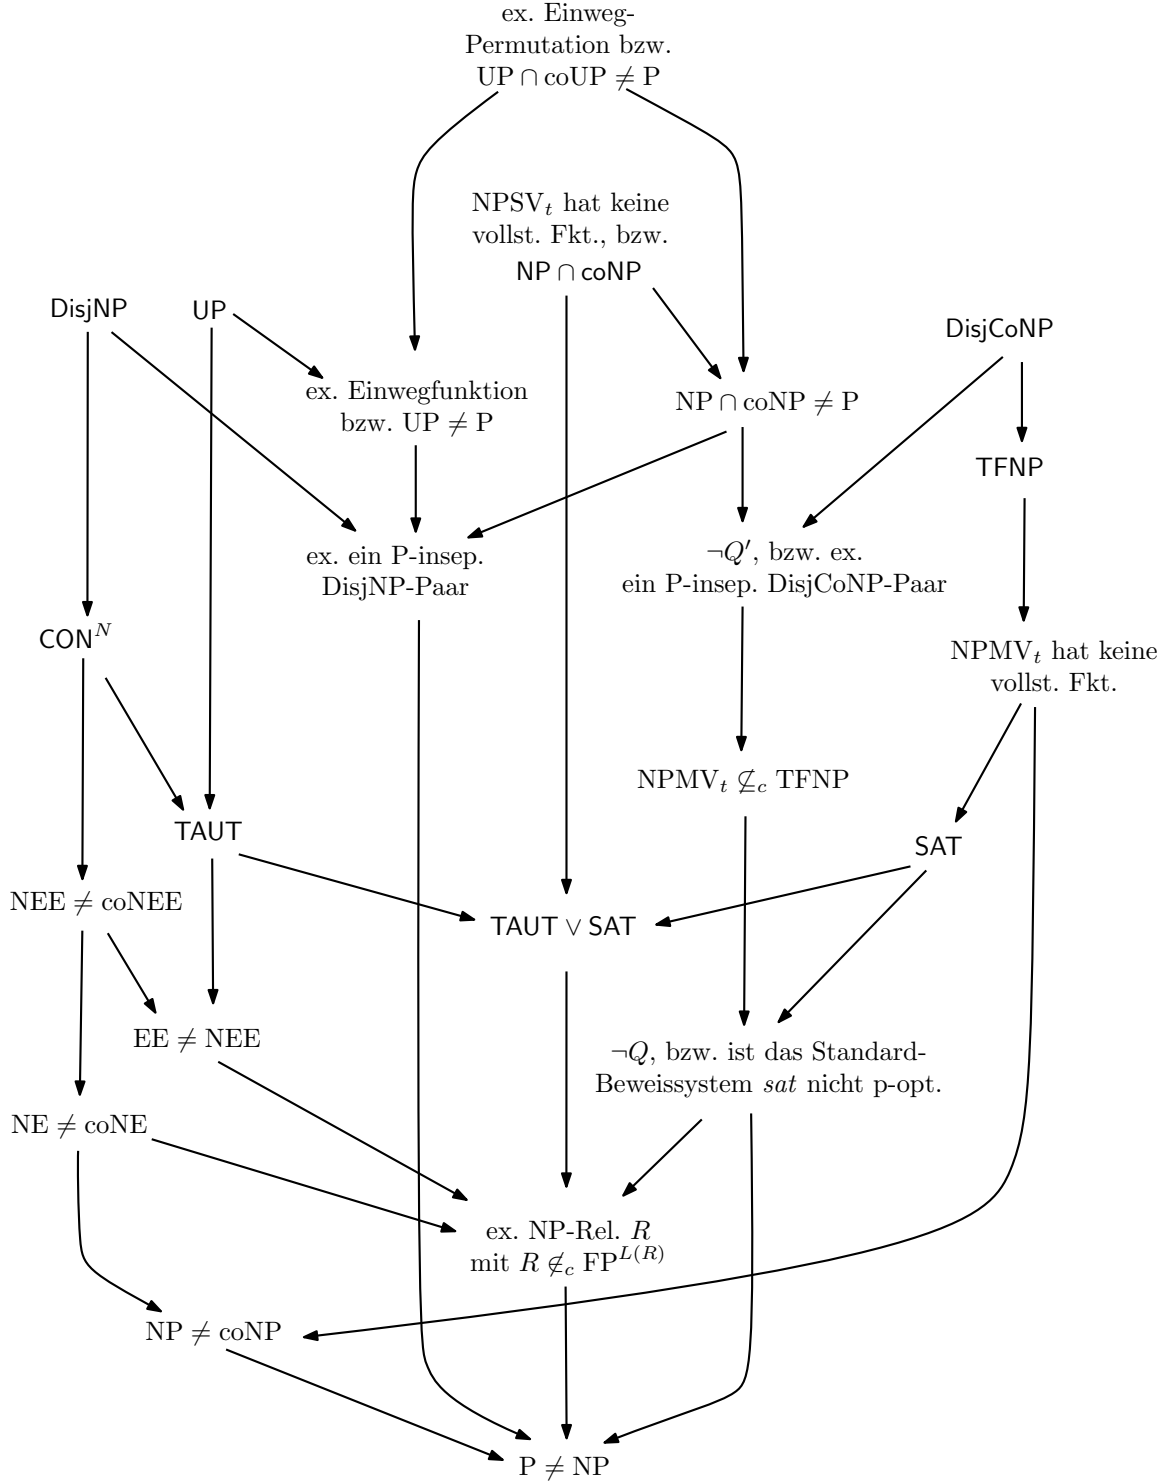 ex. Einweg-
Permutation bzw.
UP ∩ coUP ≠ P
NPSVₜ hat keine
vollst. Fkt., bzw.
NP ∩ coNP
DisjNP
UP
DisjCoNP
ex. Einwegfunktion
bzw. UP ≠ P
NP ∩ coNP ≠ P
TFNP
ex. ein P-insep.
DisjNP-Paar
¬Q′, bzw. ex.
ein P-insep. DisjCoNP-Paar
CON^N
NPMVₜ hat keine
vollst. Fkt.
NPMVₜ ⊈_c TFNP
TAUT
SAT
NEE ≠ coNEE
TAUT ∨ SAT
EE ≠ NEE
¬Q, bzw. ist das Standard-
Beweissystem sat nicht p-opt.
NE ≠ coNE
ex. NP-Rel. R
mit R ∉_c FP^{L(R)}
NP ≠ coNP
P ≠ NP